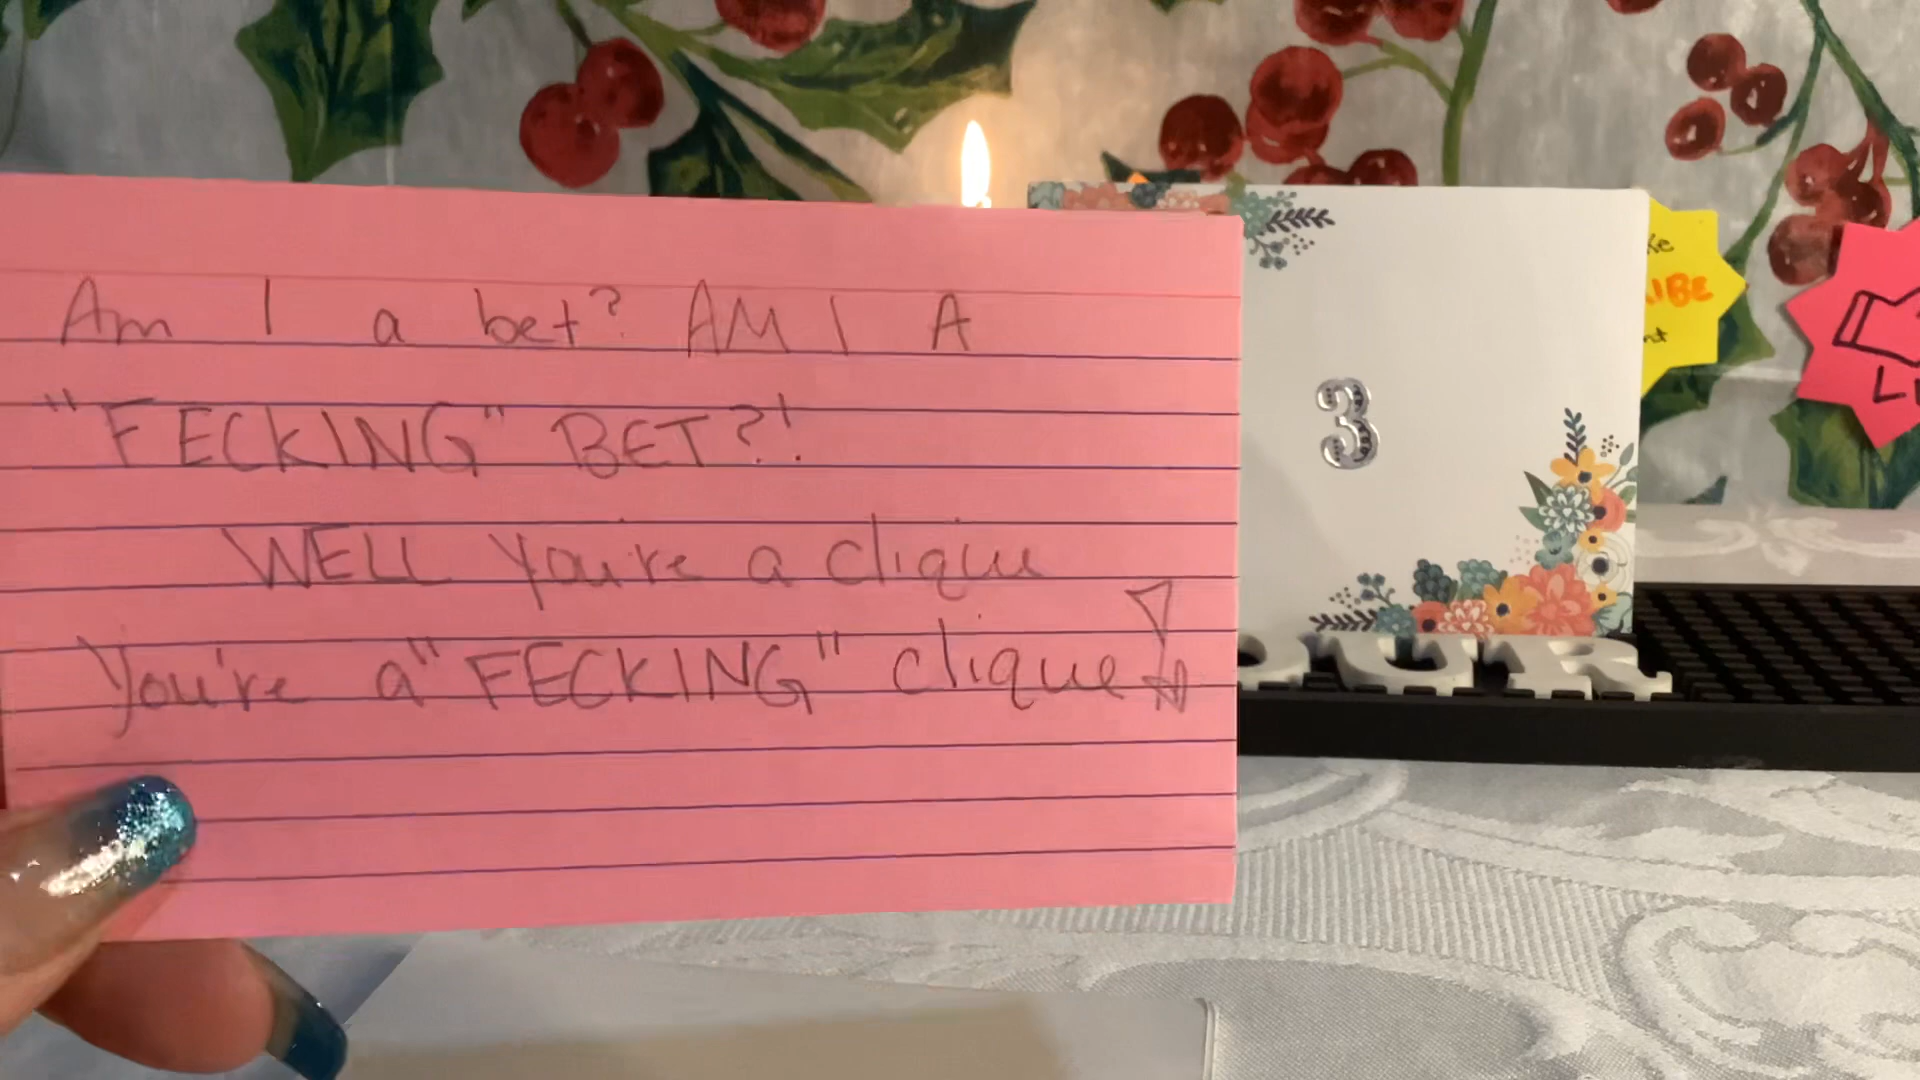 Am I a bet? AM I A
"FECKING" BET?!
WELL You're a clique
You're a "FECKING" clique!
3